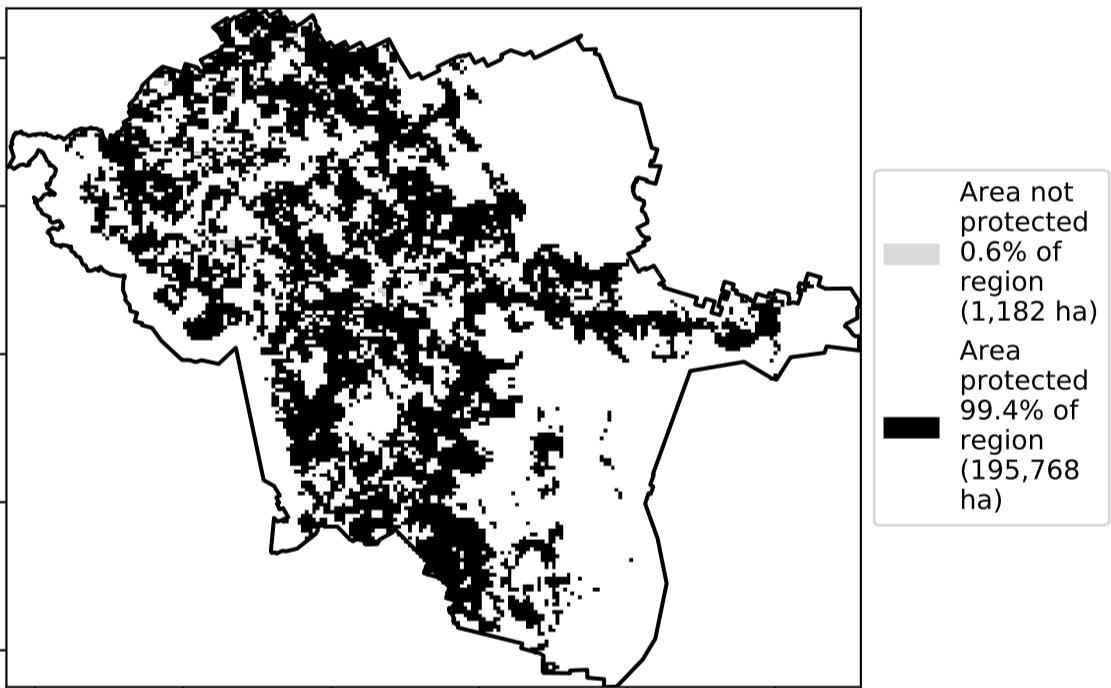 Area not
protected
0.6% of
region
(1,182 ha)
Area
protected
99.4% of
region
(195,768
ha)